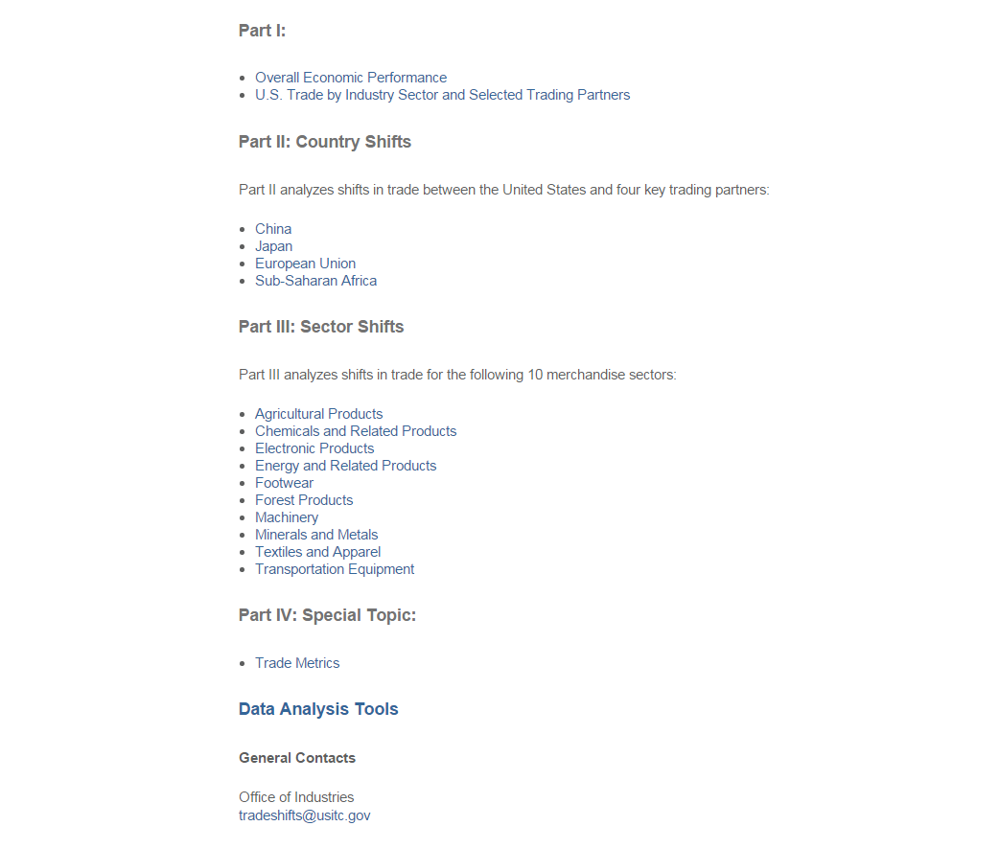 Part I:
Overall Economic Performance
U.S. Trade by Industry Sector and Selected Trading Partners
Part II: Country Shifts
Part II analyzes shifts in trade between the United States and four key trading partners:
China
Japan
European Union
Sub-Saharan Africa
Part III: Sector Shifts
Part III analyzes shifts in trade for the following 10 merchandise sectors:
Agricultural Products
Chemicals and Related Products
Electronic Products
Energy and Related Products
Footwear
Forest Products
Machinery
Minerals and Metals
Textiles and Apparel
Transportation Equipment
Part IV: Special Topic:
Trade Metrics
Data Analysis Tools
General Contacts
Office of Industries
tradeshifts@usitc.gov